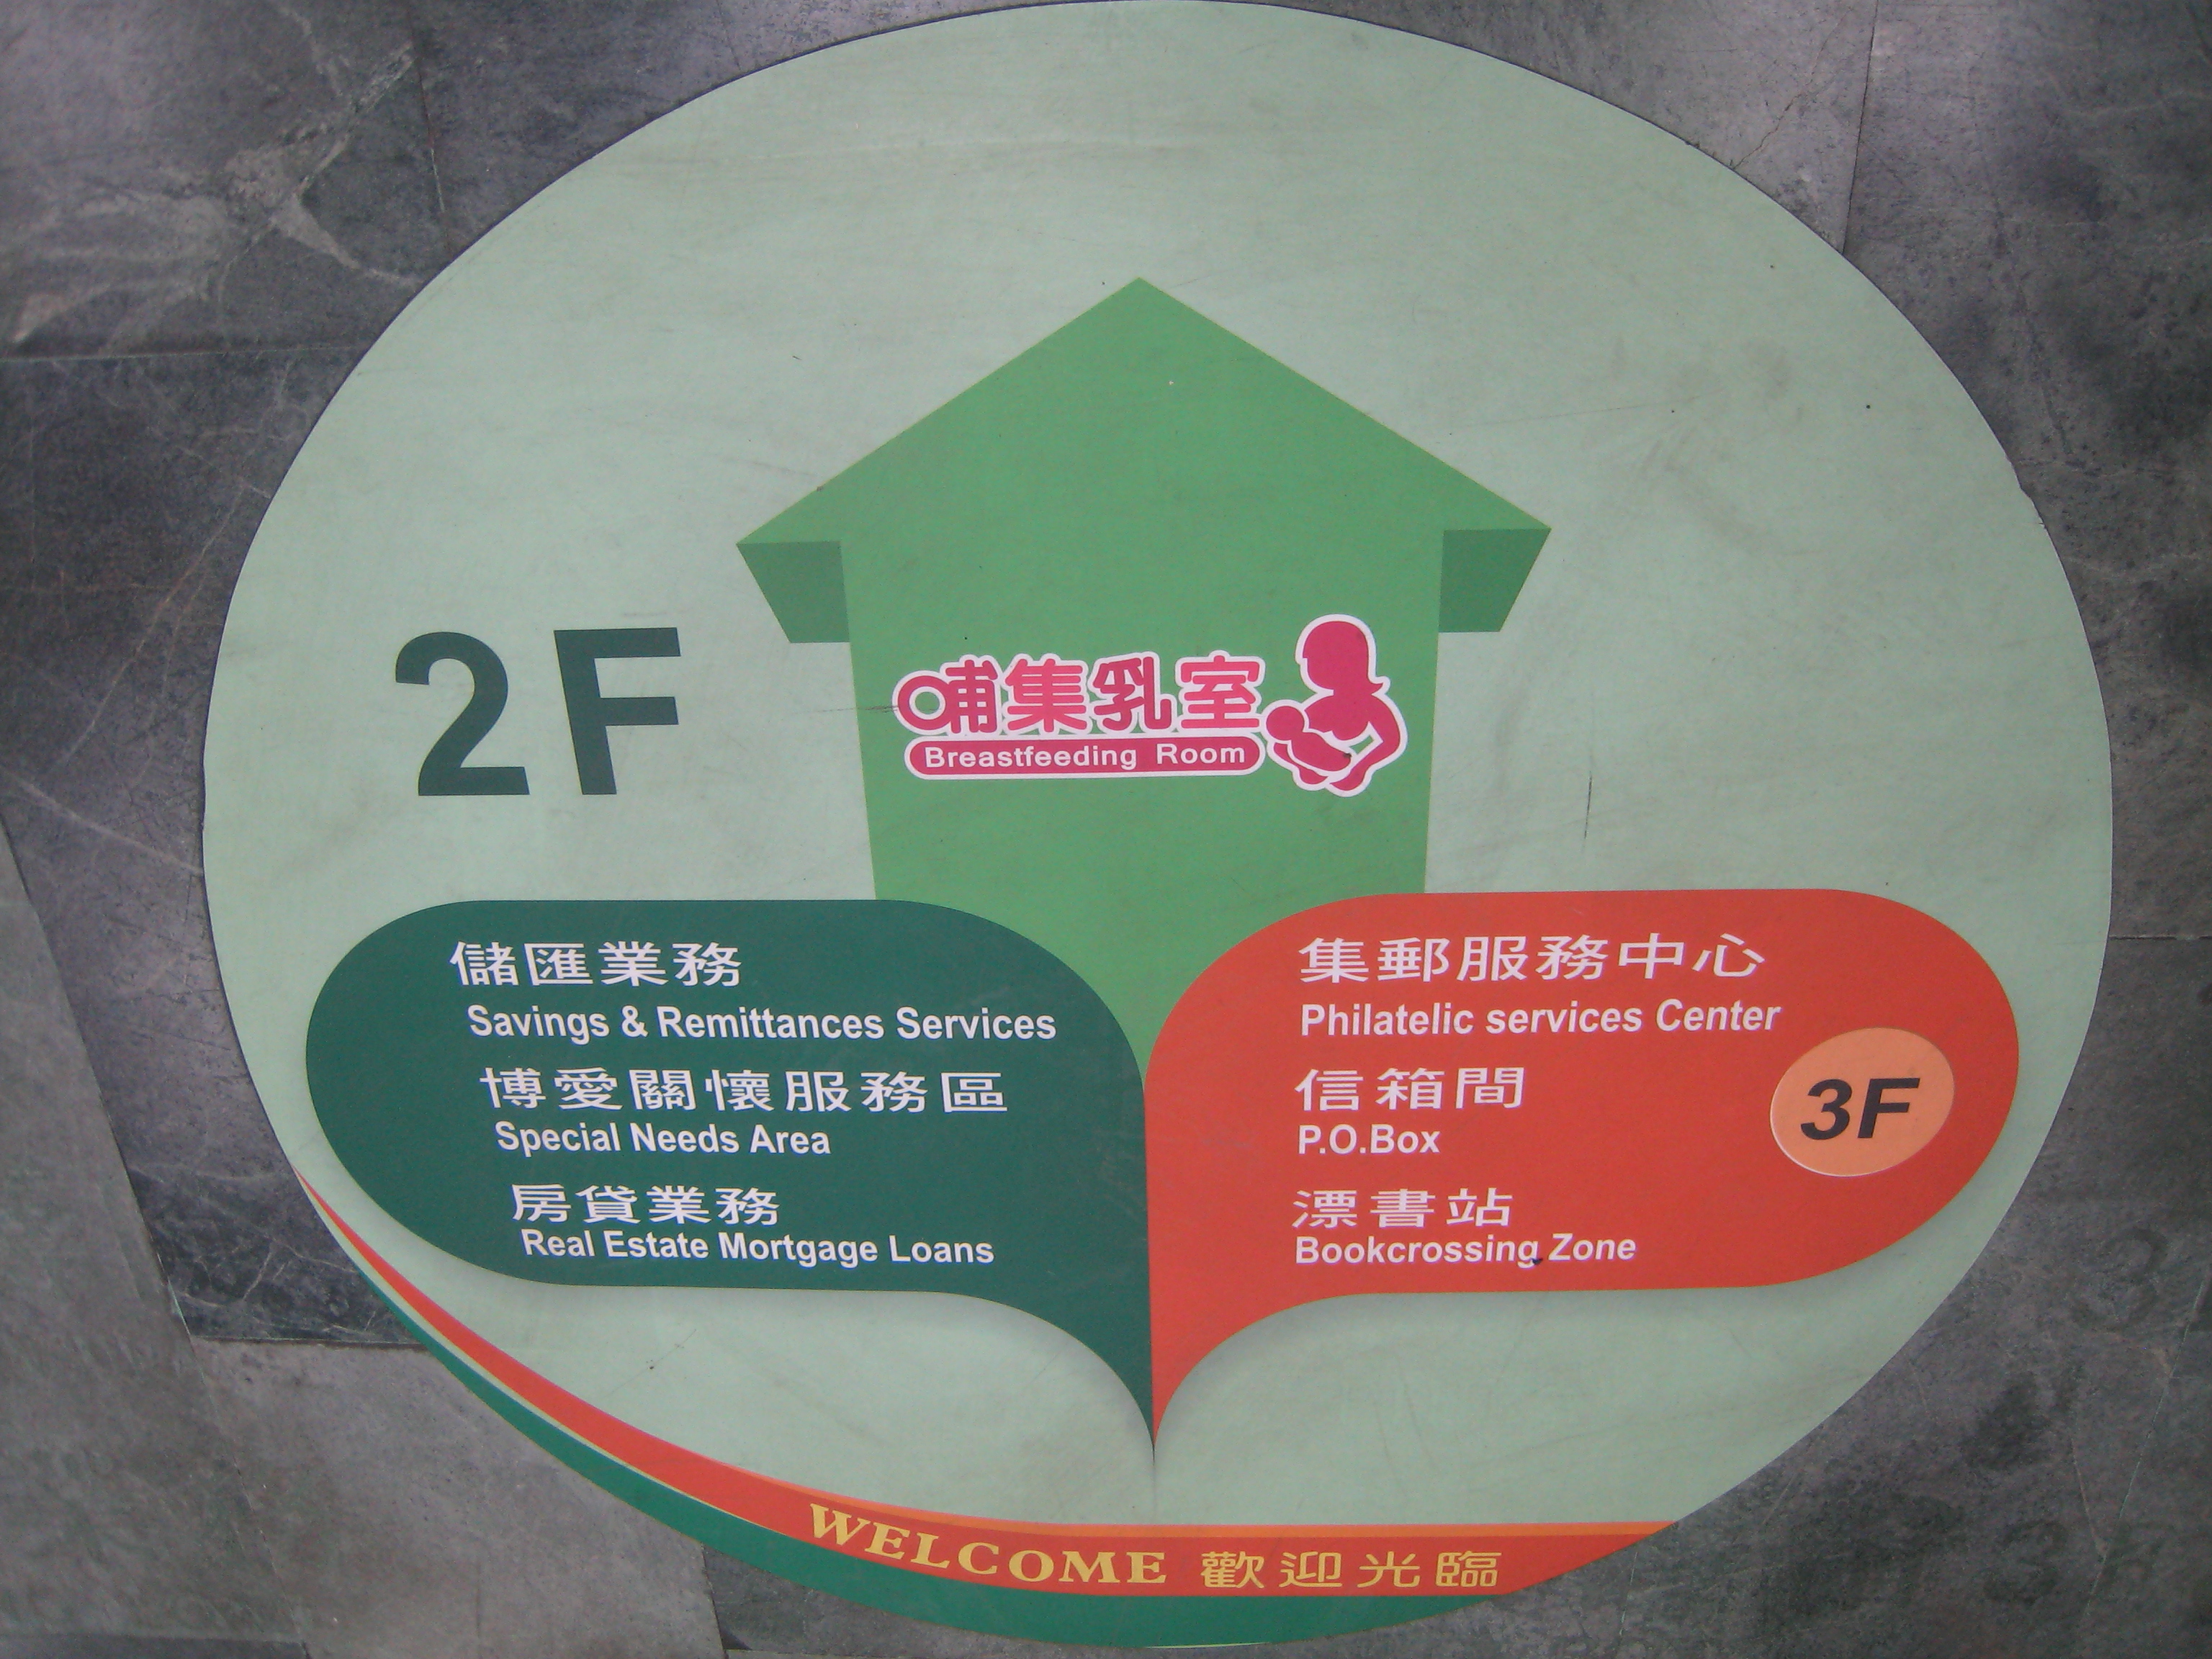 2F
哺集乳室
Breastfeeding Room
儲匯業務
Savings & Remittances Services
博愛關懷服務區
Special Needs Area
房貸業務
Real Estate Mortgage Loans
集郵服務中心
Philatelic services Center
信箱間
P.O.Box
3F
漂書站
Bookcrossing Zone
WELCOME 歡迎光臨